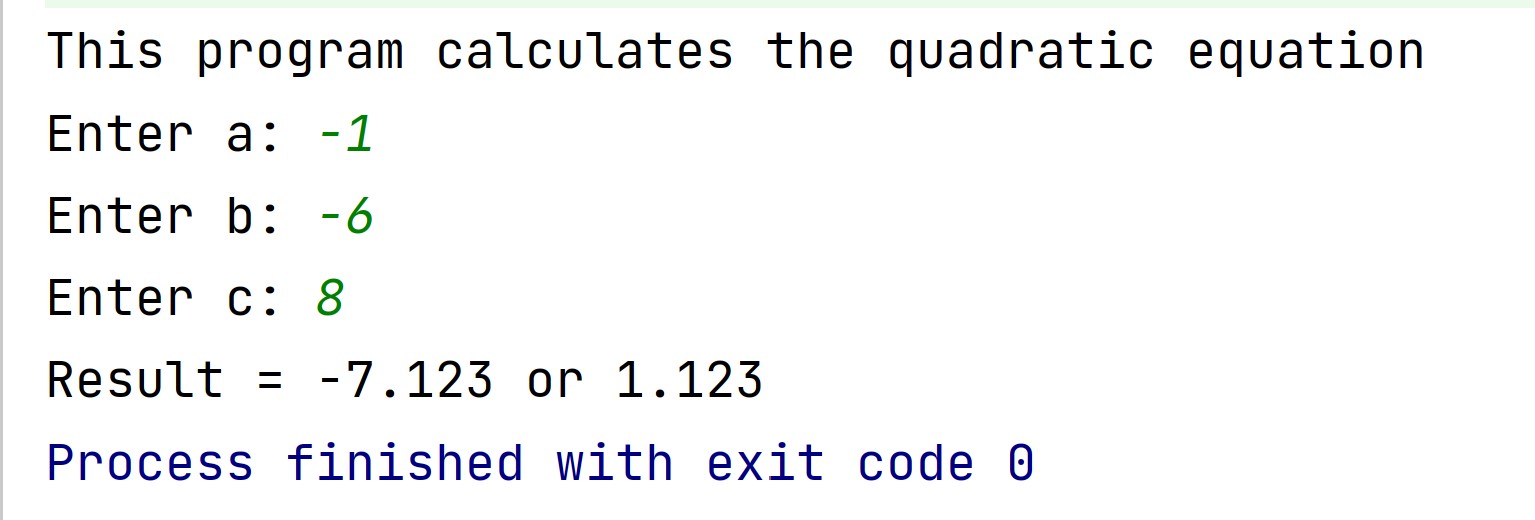 This program calculates the quadratic equation
Enter a: -1
Enter b: -6
Enter c: 8
Result = -7.123 or 1.123
Process finished with exit code 0